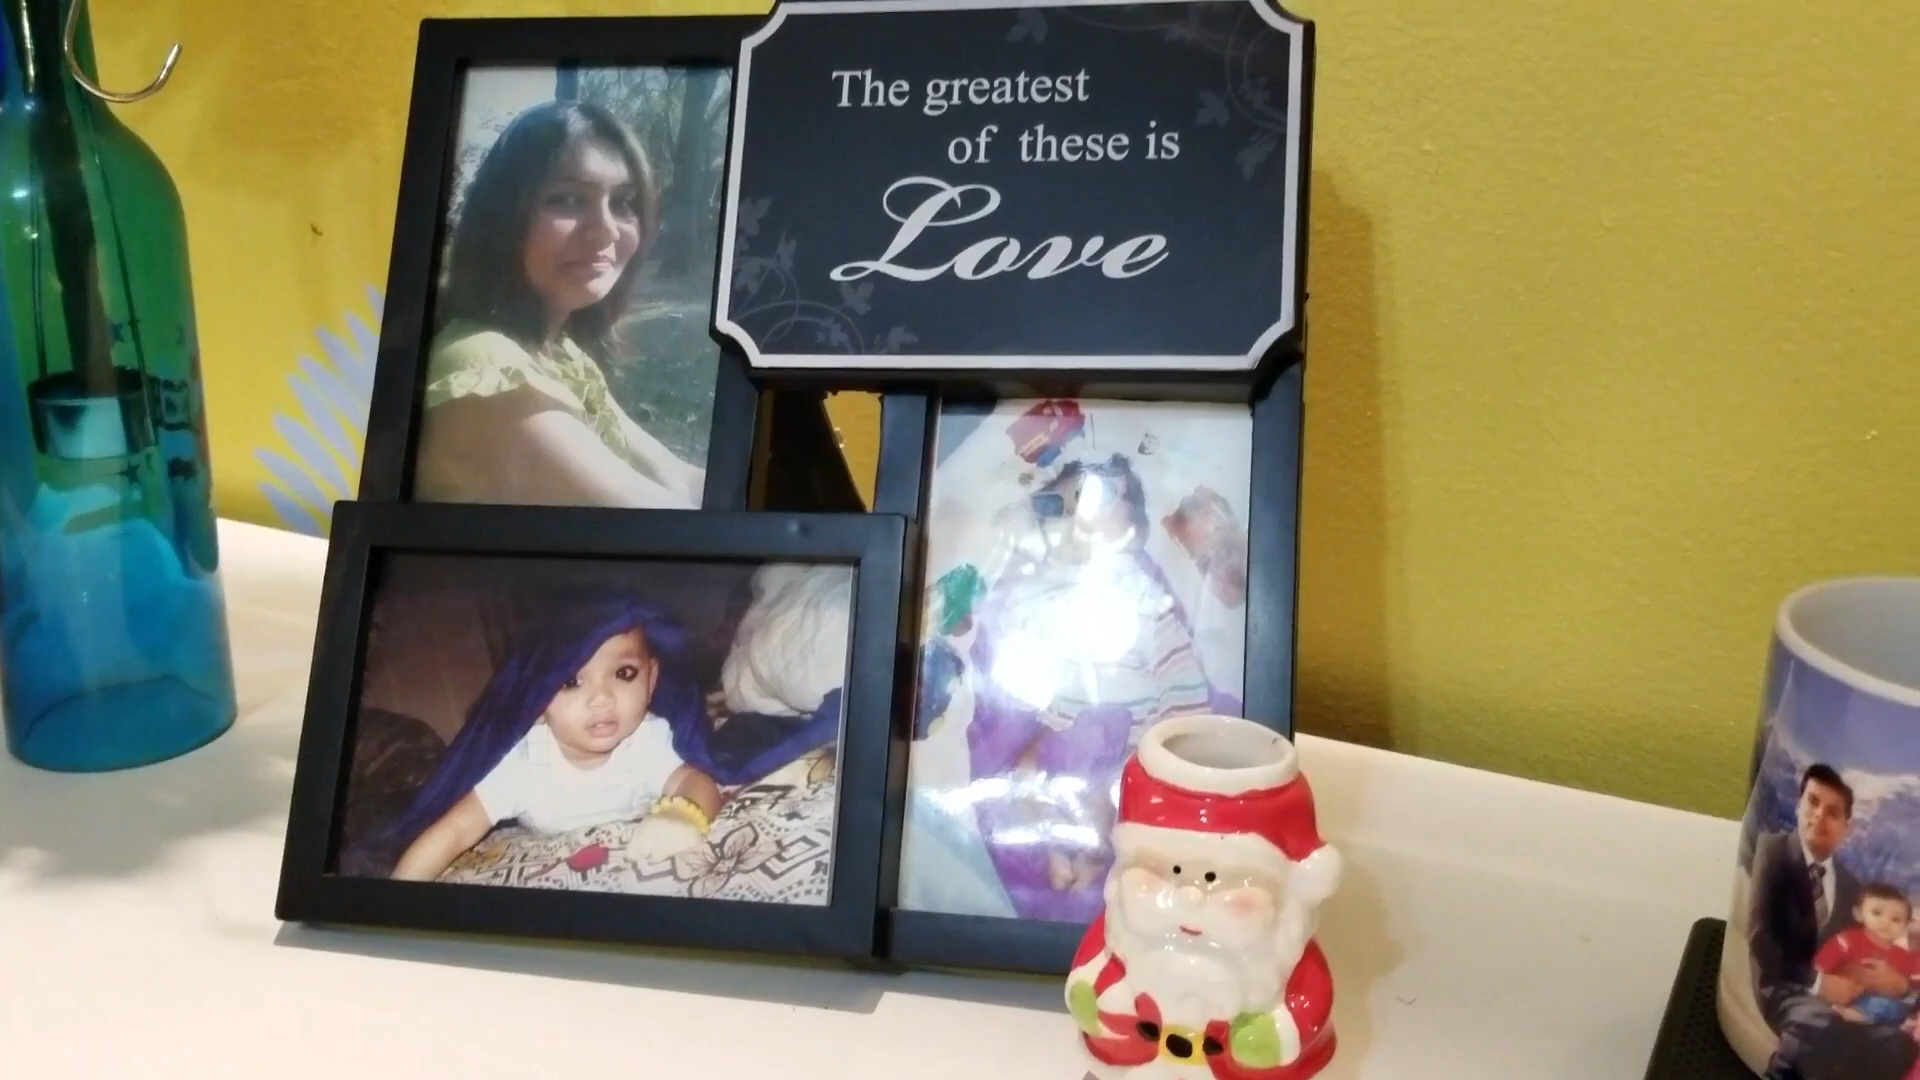 The greatest
of these is
Love